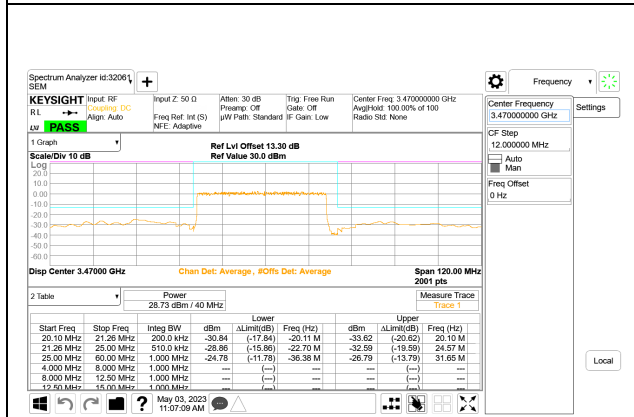 Spectrum Analyzer id:32061
SEM
+
Frequency
KEYSIGHT
R L
LXI
PASS
Input: RF
Coupling: DC
Align: Auto
Input Z: 50 Ω
Freq Ref: Int (S)
NFE: Adaptive
Atten: 30 dB
Preamp: Off
µW Path: Standard
Trig: Free Run
Gate: Off
IF Gain: Low
Center Freq: 3.470000000 GHz
Avg|Hold: 100.00% of 100
Radio Std: None
Center Frequency
3.470000000 GHz
Settings
CF Step
12.000000 MHz
Auto
Man
Freq Offset
0 Hz
Local
1 Graph
Scale/Div 10 dB
Ref Lvl Offset 13.30 dB
Ref Value 30.0 dBm
Log
20.0
10.0
0.00
-10.0
-20.0
-30.0
-40.0
-50.0
-60.0
Disp Center 3.47000 GHz
Chan Det: Average, #Offs Det: Average
Span 120.00 MHz
2001 pts
2 Table
Power
28.73 dBm / 40 MHz
Measure Trace
Trace 1
Lower Upper
Start Freq Stop Freq Integ BW dBm ΔLimit(dB) Freq (Hz) dBm ΔLimit(dB) Freq (Hz)
20.10 MHz 21.26 MHz 200.0 kHz -30.84 (-17.84) -20.11 M -33.62 (-20.62) 20.10 M
21.26 MHz 25.00 MHz 510.0 kHz -28.86 (-15.86) -22.70 M -32.59 (-19.59) 24.57 M
25.00 MHz 60.00 MHz 1.000 MHz -24.78 (-11.78) -36.38 M -26.79 (-13.79) 31.65 M
4.000 MHz 8.000 MHz 1.000 MHz --- (---) --- --- (---) ---
8.000 MHz 12.50 MHz 1.000 MHz --- (---) --- --- (---) ---
12.50 MHz 15.00 MHz 1.000 MHz --- (---) --- --- (---) ---
?
May 03, 2023
11:07:09 AM